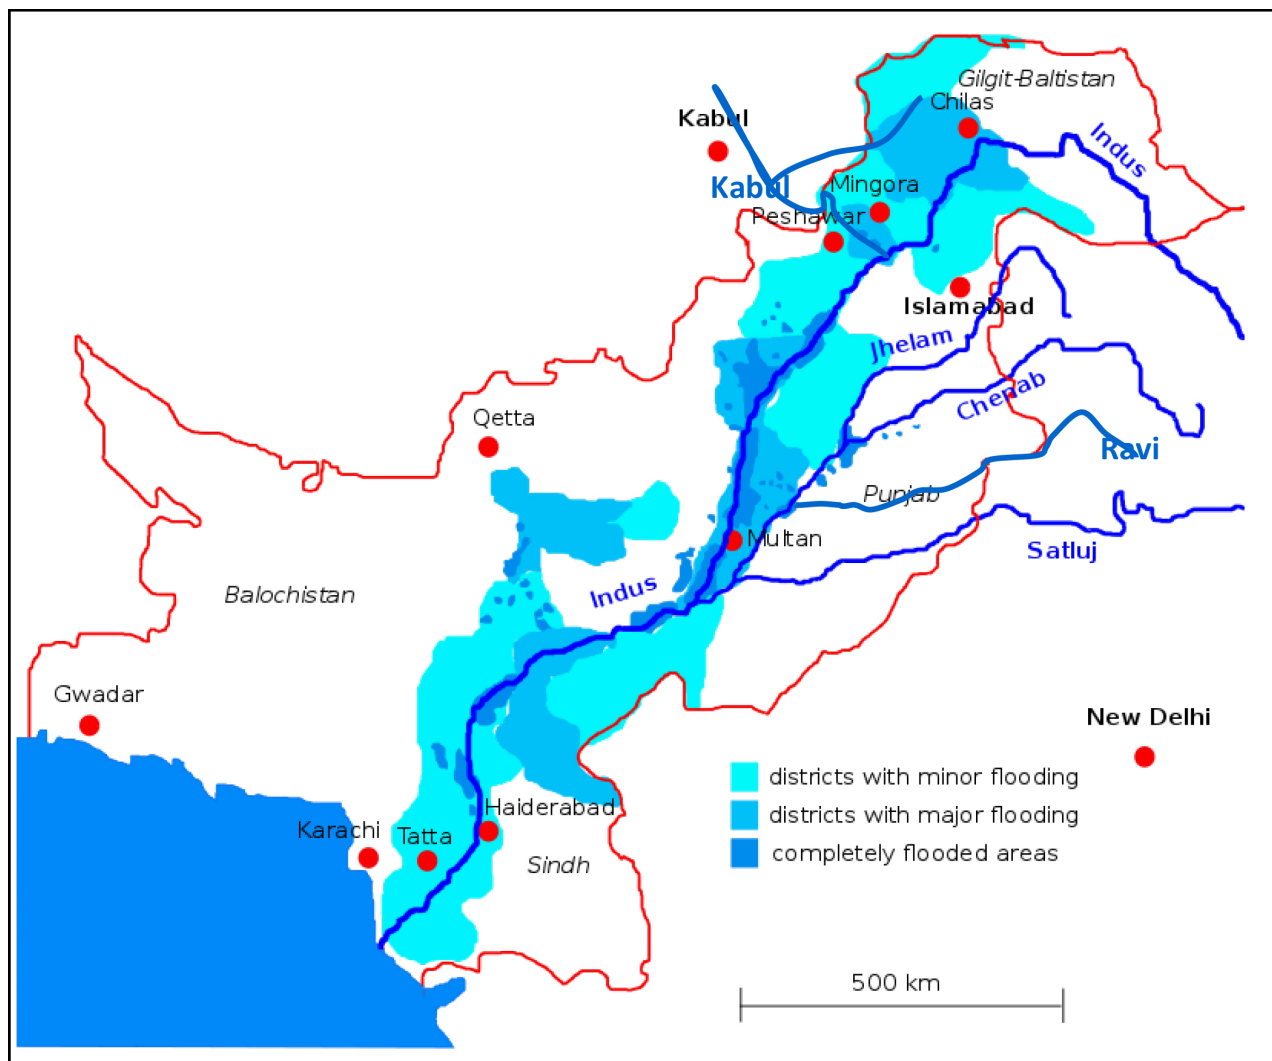 Gilgit-Baltistan
Chilas
Kabul
Indus
Kabul
Mingora
Peshawar
Islamabad
Jhelam
Chenab
Qetta
Ravi
Punjab
Multan
Satluj
Balochistan
Indus
Gwadar
New Delhi
districts with minor flooding
Haiderabad
districts with major flooding
Karachi
Tatta
completely flooded areas
Sindh
500 km